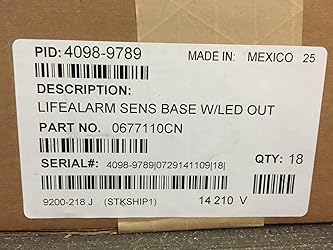 PID: 4098-9789 MADE IN: MEXICO 25
DESCRIPTION:
LIFEALARM SENS BASE W/LED OUT
PART NO. 0677110CN
SERIAL#: 4098-9789|0729141109|18| QTY: 18
9200-218 J (STKSHIP1) 14 210 V